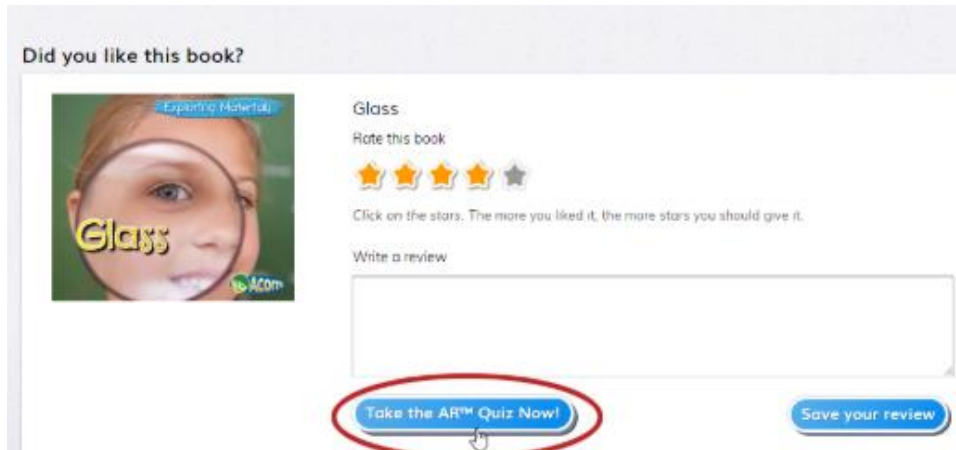 Did you like this book?
Exploring Materials
Glass
Acorn
Glass
Rate this book
Click on the stars. The more you liked it, the more stars you should give it.
Write a review
Take the AR™ Quiz Now!
Save your review